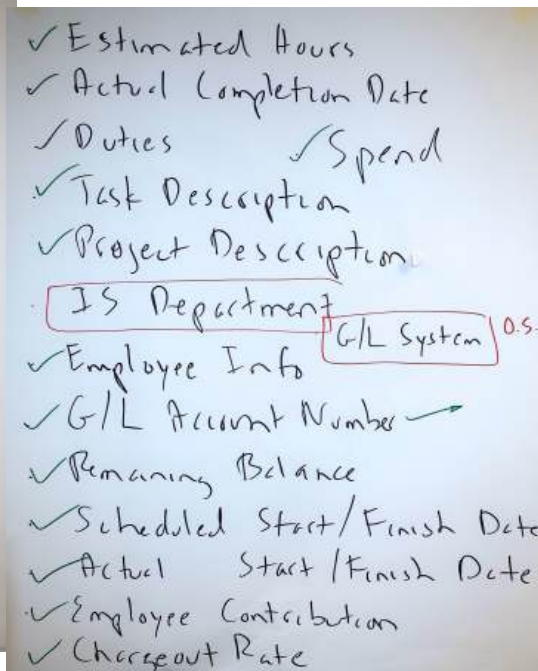 ✓ Estimated Hours
✓ Actual Completion Date
✓ Duties ✓ Spend
✓ Task Description
✓ Project Description
IS Department
G/L System O.S.
✓ Employee Info
✓ G/L Account Number →
✓ Remaining Balance
✓ Scheduled Start/Finish Date
✓ Actual Start/Finish Date
✓ Employee Contribution
✓ Chargeout Rate